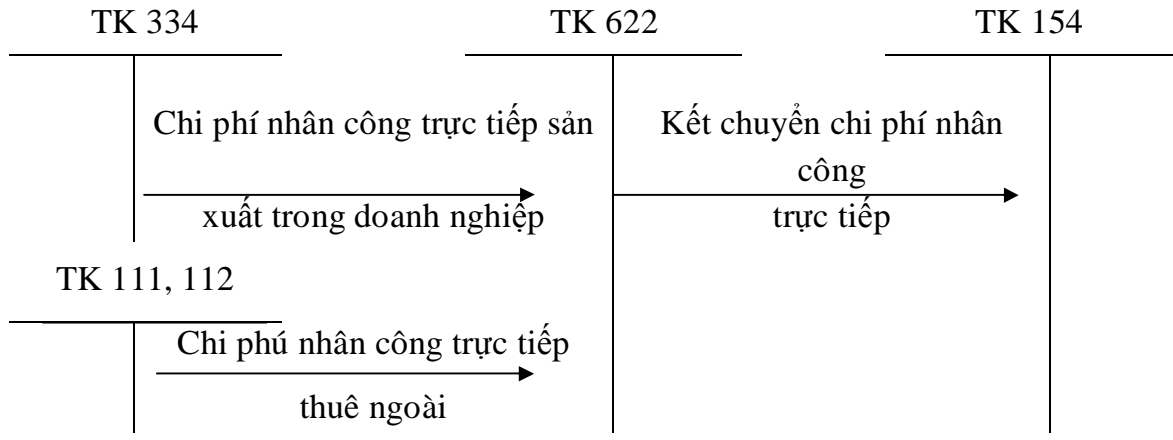 TK 334 TK 622 TK 154
Chi phí nhân công trực tiếp sản
xuất trong doanh nghiệp
Kết chuyển chi phí nhân
công
trực tiếp
TK 111, 112
Chi phú nhân công trực tiếp
thuê ngoài